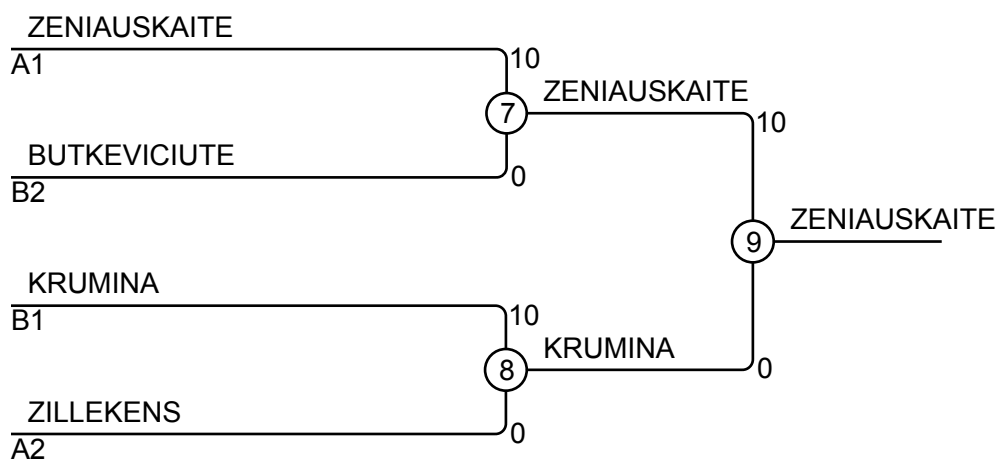 ZENIAUSKAITE
A1
10
7
ZENIAUSKAITE
10
BUTKEVICIUTE
B2
0
9
ZENIAUSKAITE
KRUMINA
B1
10
8
KRUMINA
0
ZILLEKENS
A2
0